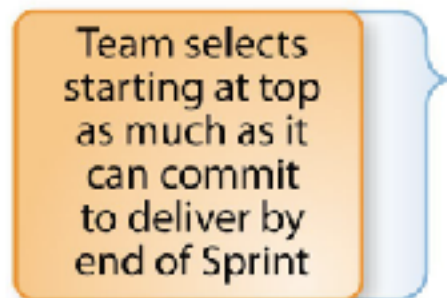 Team selects
starting at top
as much as it
can commit
to deliver by
end of Sprint